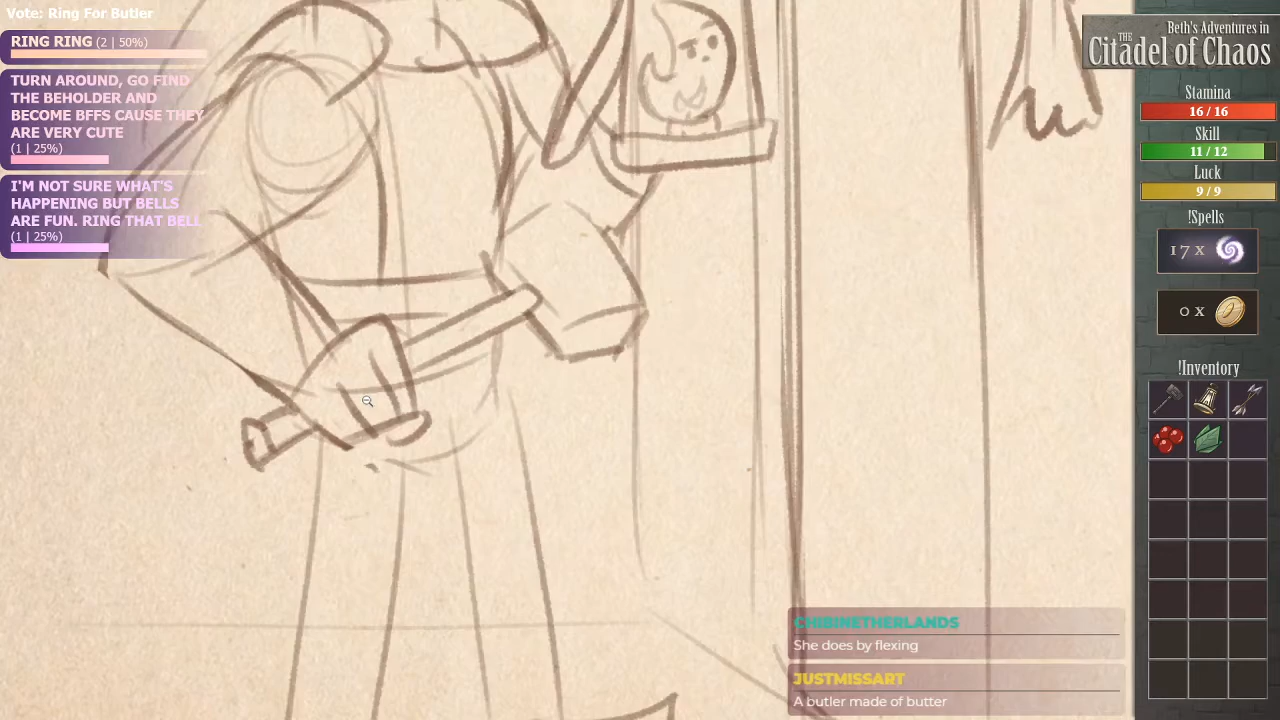 Vote: Ring For Butler
RING RING (2 | 50%)
TURN AROUND, GO FIND
THE BEHOLDER AND
BECOME BFFS CAUSE THEY
ARE VERY CUTE
(1 | 25%)
I'M NOT SURE WHAT'S
HAPPENING BUT BELLS
ARE FUN. RING THAT BELL
(1 | 25%)
Beth's Adventures in
THE
Citadel of Chaos
Stamina
16 / 16
Skill
11 / 12
Luck
9 / 9
!Spells
17 x
0 x
!Inventory
CHIBINETHERLANDS
She does by flexing
JUSTMISSART
A butler made of butter